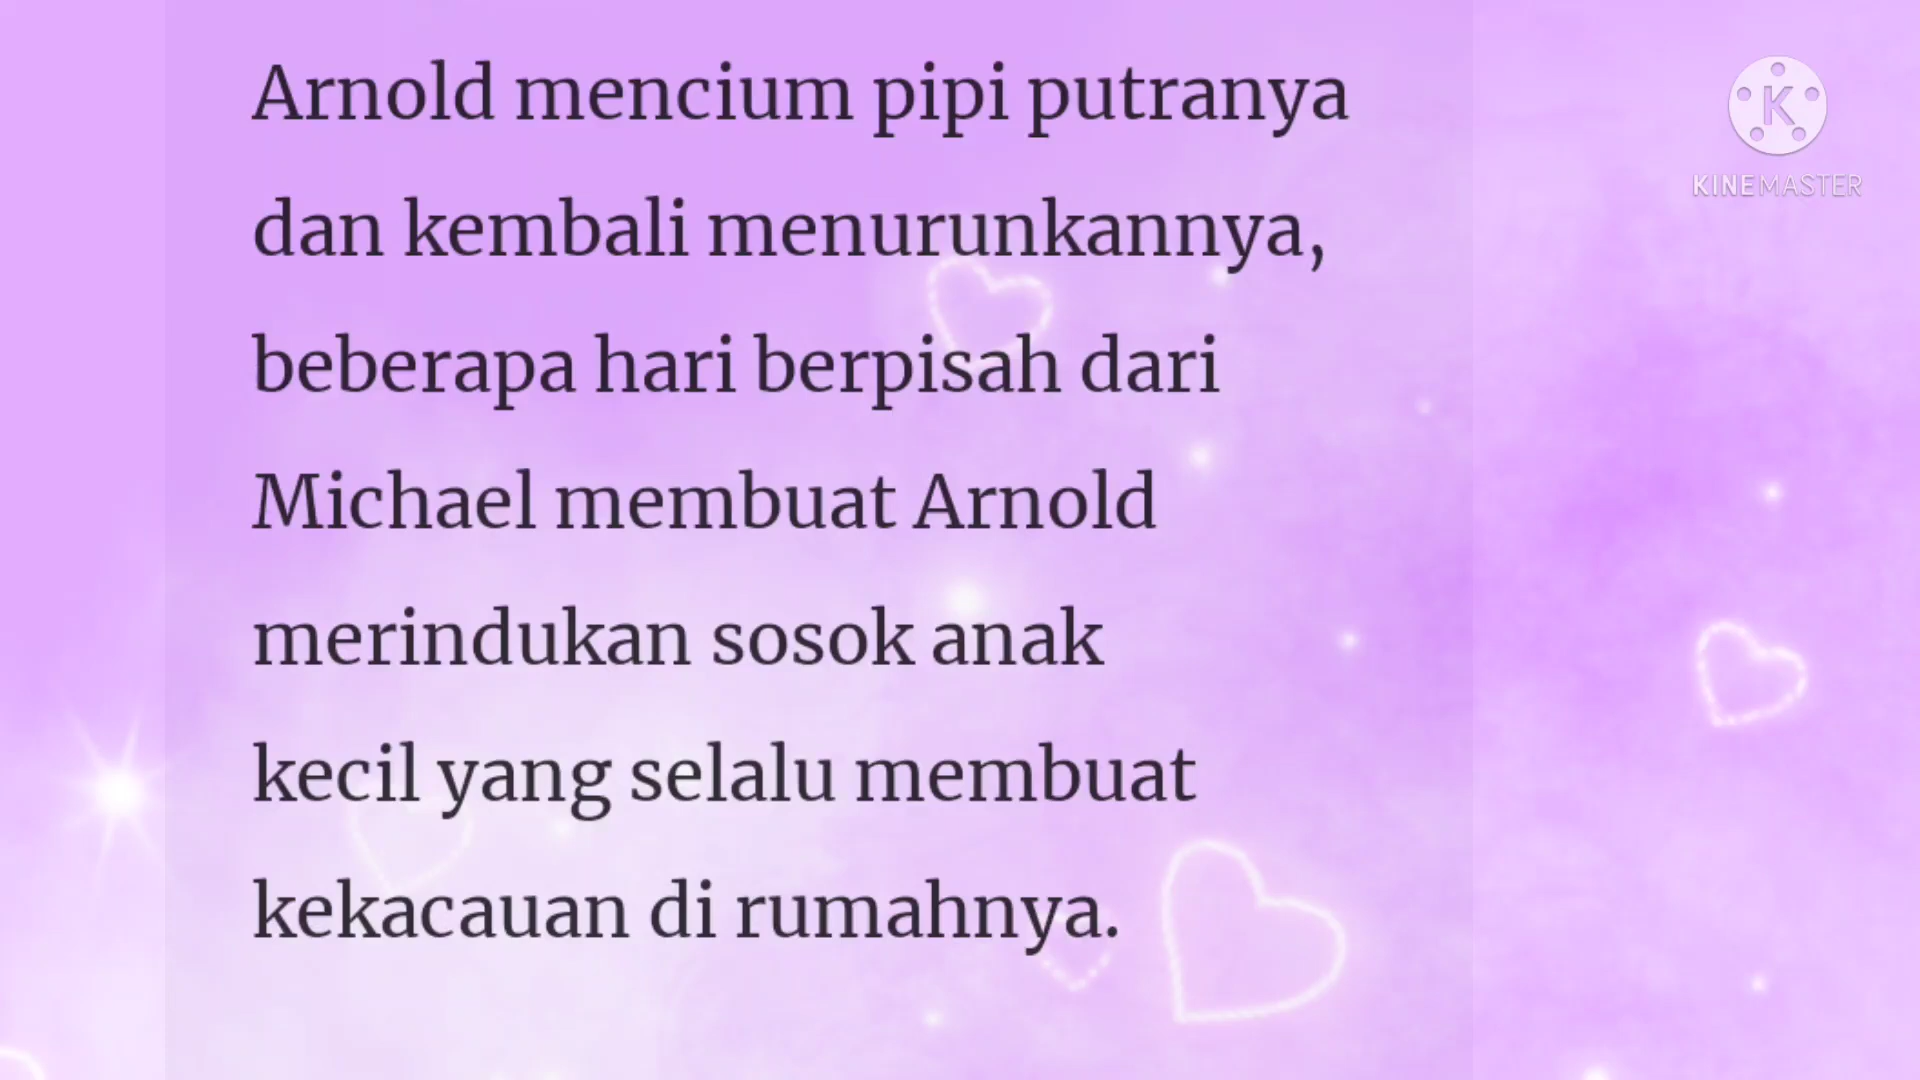 Arnold mencium pipi putranya
dan kembali menurunkannya,
beberapa hari berpisah dari
Michael membuat Arnold
merindukan sosok anak
kecil yang selalu membuat
kekacauan di rumahnya.
K
KINEMASTER